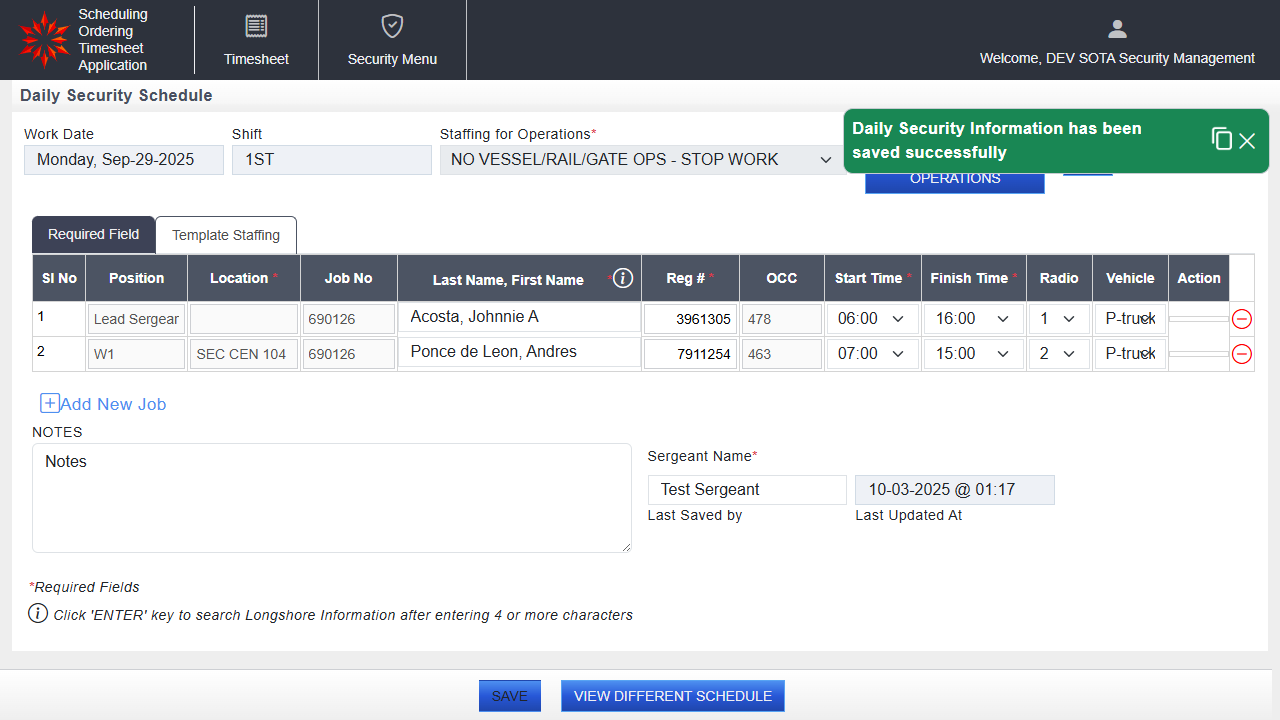 Scheduling
Ordering
Timesheet
Application
Timesheet
Security Menu
Welcome, DEV SOTA Security Management
Daily Security Schedule
Daily Security Information has been
saved successfully
Work Date Shift Staffing for Operations*
Monday, Sep-29-2025 1ST NO VESSEL/RAIL/GATE OPS - STOP WORK
OPERATIONS
Required Field Template Staffing
SI No Position Location * Job No Last Name, First Name * Reg # * OCC Start Time * Finish Time * Radio Vehicle Action
1 Lead Sergear 690126 Acosta, Johnnie A 3961305 478 06:00 16:00 1 P-truck
2 W1 SEC CEN 104 690126 Ponce de Leon, Andres 7911254 463 07:00 15:00 2 P-truck
Add New Job
NOTES
Notes
Sergeant Name*
Test Sergeant 10-03-2025 @ 01:17
Last Saved by Last Updated At
*Required Fields
Click 'ENTER' key to search Longshore Information after entering 4 or more characters
SAVE VIEW DIFFERENT SCHEDULE